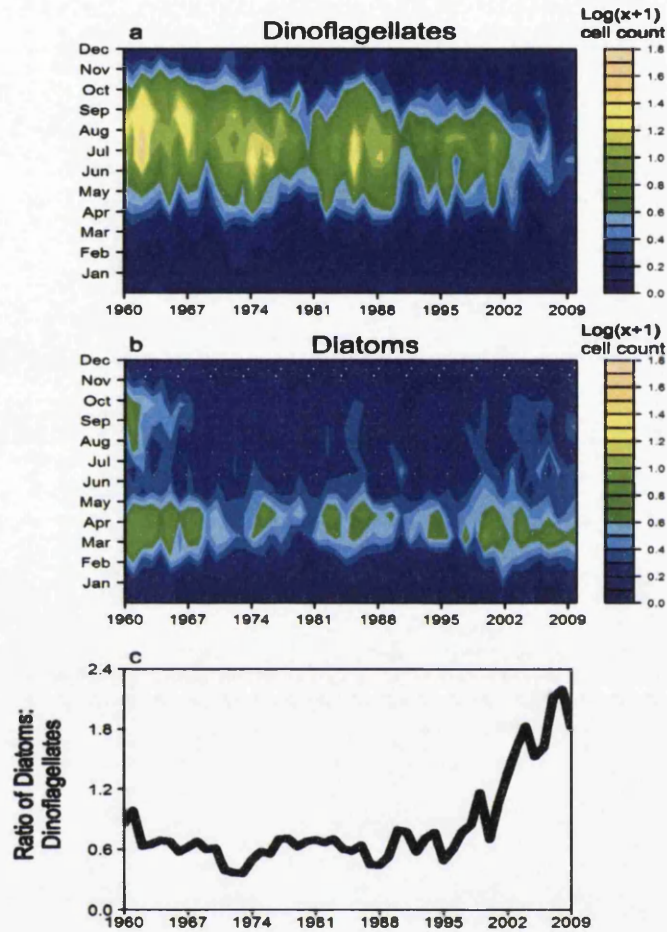 Log(x+1)
cell count
a Dinoflagellates
Dec
Nov
Oct
Sep
Aug
Jul
Jun
May
Apr
Mar
Feb
Jan
1960 1967 1974 1981 1988 1995 2002 2009
1.8
1.6
1.4
1.2
1.0
0.8
0.6
0.4
0.2
0.0
Log(x+1)
cell count
b Diatoms
Dec
Nov
Oct
Sep
Aug
Jul
Jun
May
Apr
Mar
Feb
Jan
1960 1967 1974 1981 1988 1995 2002 2009
1.8
1.6
1.4
1.2
1.0
0.8
0.6
0.4
0.2
0.0
c
Ratio of Diatoms:
Dinoflagellates
2.4
1.8
1.2
0.6
0.0
1960 1967 1974 1981 1988 1995 2002 2009